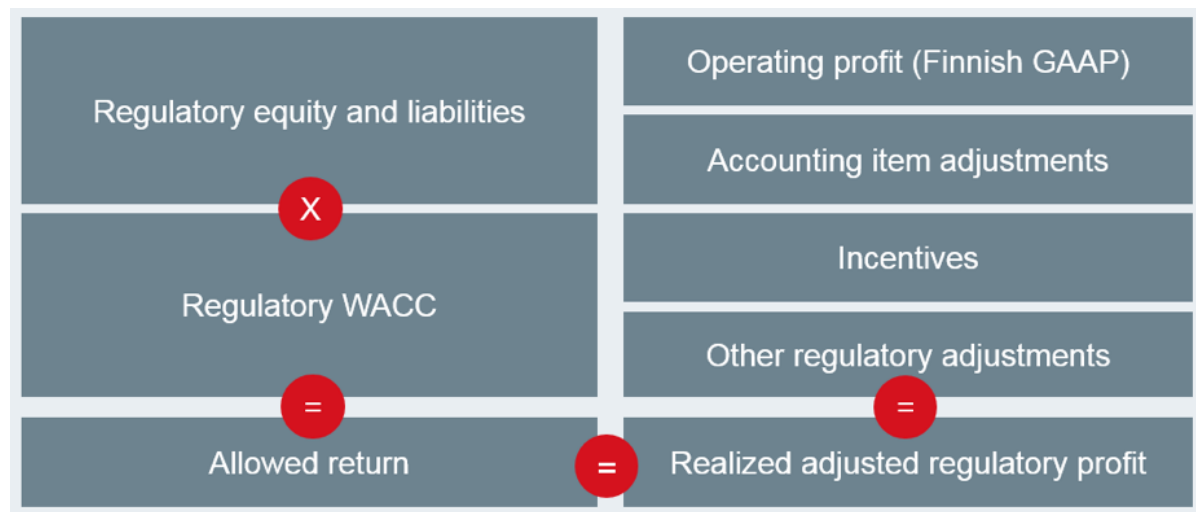 Regulatory equity and liabilities
X
Regulatory WACC
=
Allowed return
=
Operating profit (Finnish GAAP)
Accounting item adjustments
Incentives
Other regulatory adjustments
=
Realized adjusted regulatory profit